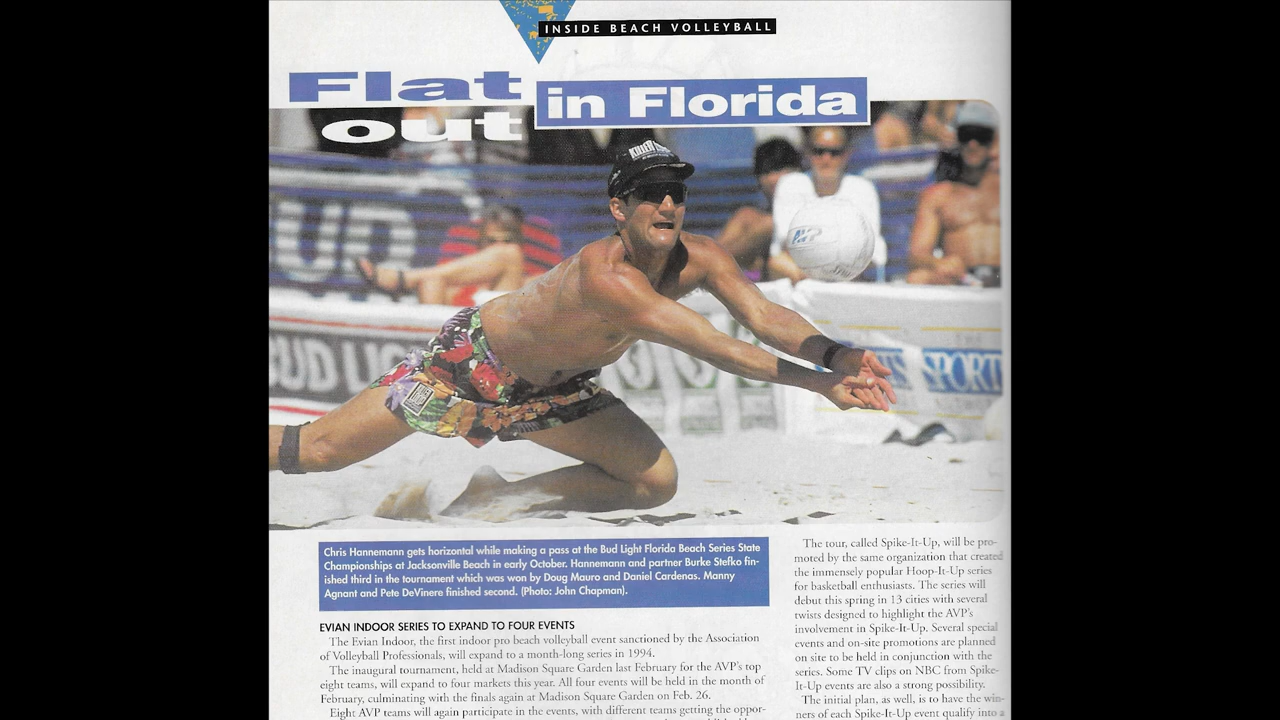 INSIDE BEACH VOLLEYBALL
Flat
out
in Florida
KILLER
BUD
AVP
BUD LIG
SPORT
Chris Hannemann gets horizontal while making a pass at the Bud Light Florida Beach Series State
Championships at Jacksonville Beach in early October. Hannemann and partner Burke Stefko fin-
ished third in the tournament which was won by Doug Mauro and Daniel Cardenas. Manny
Agnant and Pete DeVinere finished second. (Photo: John Chapman).
EVIAN INDOOR SERIES TO EXPAND TO FOUR EVENTS
The Evian Indoor, the first indoor pro beach volleyball event sanctioned by the Association
of Volleyball Professionals, will expand to a month-long series in 1994.
The inaugural tournament, held at Madison Square Garden last February for the AVP's top
eight teams, will expand to four markets this year. All four events will be held in the month of
February, culminating with the finals again at Madison Square Garden on Feb. 26.
Eight AVP teams will again participate in the events, with different teams getting the oppor-
The tour, called Spike-It-Up, will be pro-
moted by the same organization that created
the immensely popular Hoop-It-Up series
for basketball enthusiasts. The series will
debut this spring in 13 cities with several
twists designed to highlight the AVP's
involvement in Spike-It-Up. Several special
events and on-site promotions are planned
on site to be held in conjunction with the
series. Some TV clips on NBC from Spike-
It-Up events are also a strong possibility.
The initial plan, as well, is to have the win-
ners of each Spike-It-Up event qualify into a